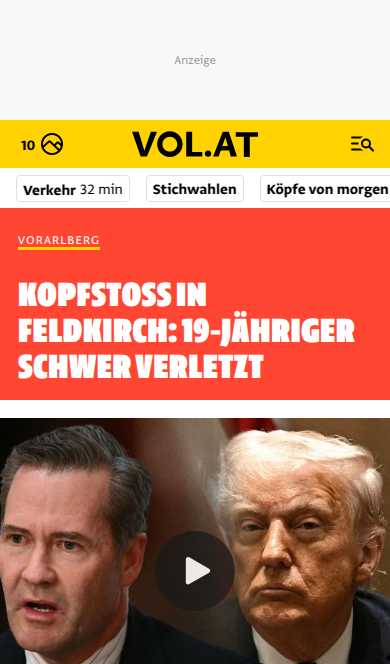 Anzeige
10
VOL.AT
Verkehr 32 min
Stichwahlen
Köpfe von morgen
VORARLBERG
KOPFSTOSS IN
FELDKIRCH: 19-JÄHRIGER
SCHWER VERLETZT